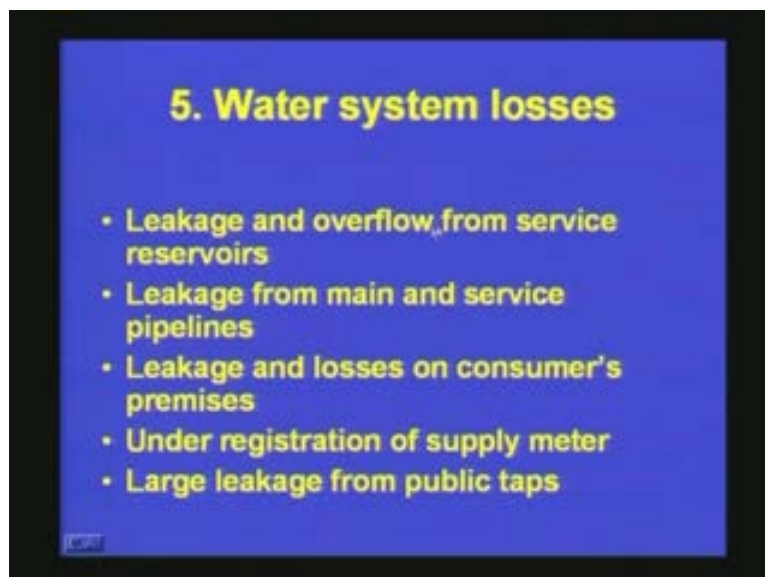 5. Water system losses
• Leakage and overflow from service
reservoirs
• Leakage from main and service
pipelines
• Leakage and losses on consumer's
premises
• Under registration of supply meter
• Large leakage from public taps